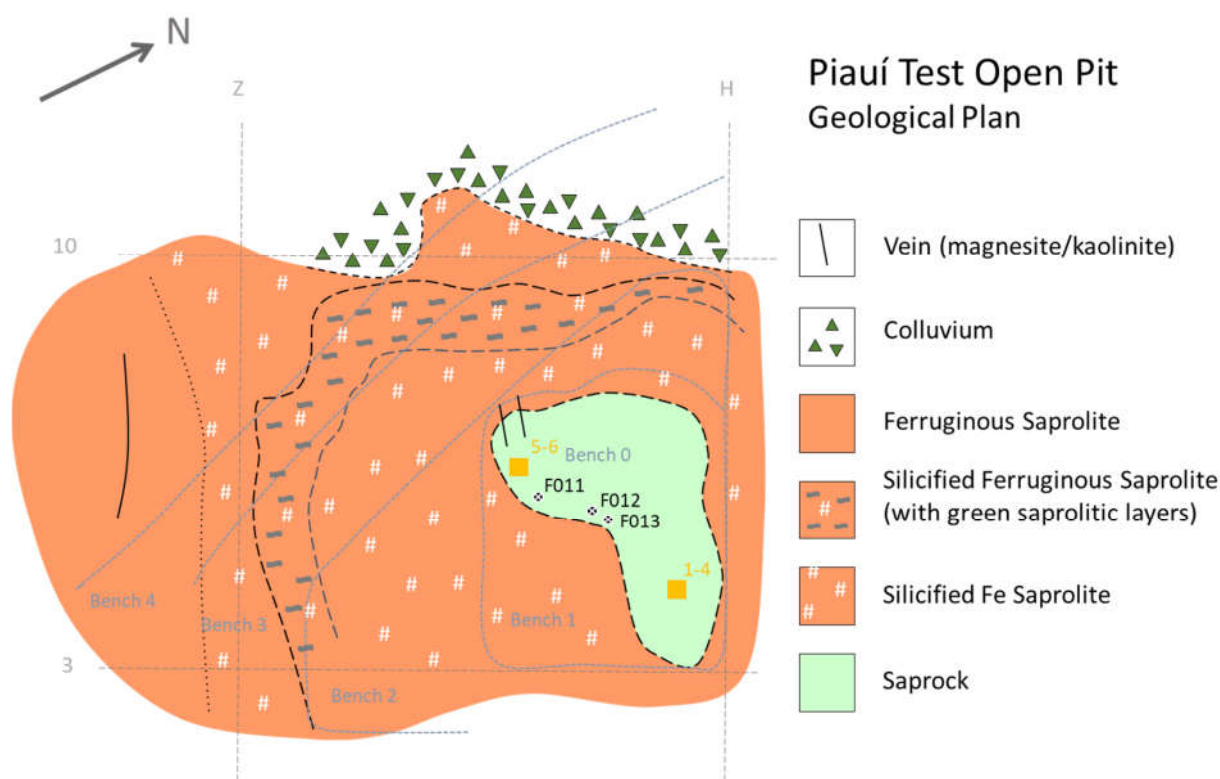 N
Z
H
Piauí Test Open Pit
Geological Plan
10
Vein (magnesite/kaolinite)
Colluvium
Ferruginous Saprolite
5-6
Bench 0
F011
F012
F013
Silicified Ferruginous Saprolite
(with green saprolitic layers)
1-4
Silicified Fe Saprolite
Bench 4
Bench 3
Bench 1
3
Bench 2
Saprock